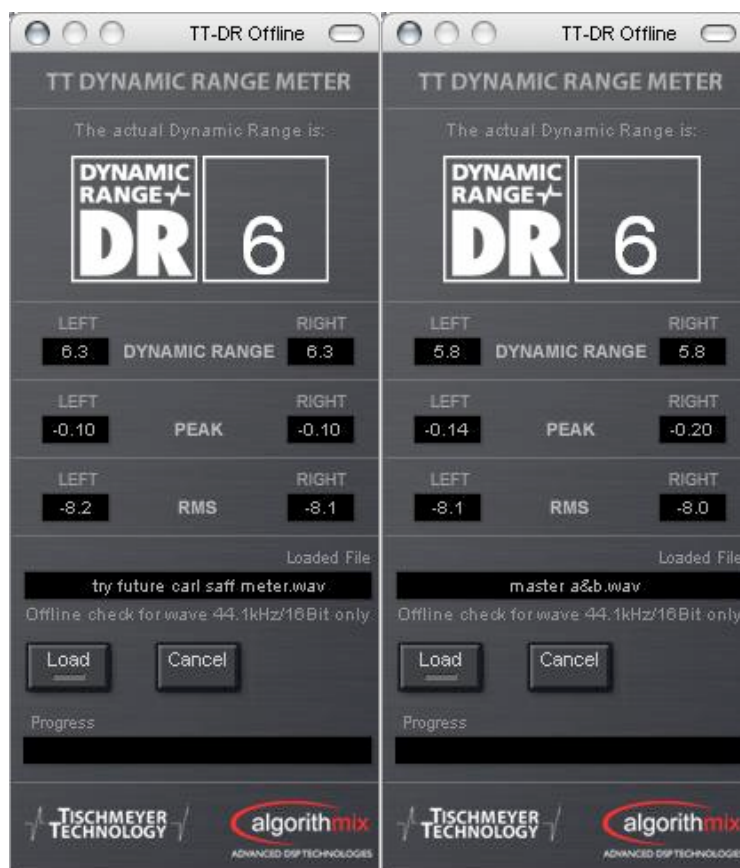 TT-DR Offline
TT DYNAMIC RANGE METER
The actual Dynamic Range is:
DYNAMIC
RANGE
DR
6
LEFT RIGHT
6.3 DYNAMIC RANGE 6.3
LEFT RIGHT
-0.10 PEAK -0.10
LEFT RIGHT
-8.2 RMS -8.1
Loaded File
try future carl saff meter.wav
Offline check for wave 44.1kHz/16Bit only
Load Cancel
Progress
TISCHMEYER
TECHNOLOGY
algorithmix
ADVANCED DSP TECHNOLOGIES
TT-DR Offline
TT DYNAMIC RANGE METER
The actual Dynamic Range is:
DYNAMIC
RANGE
DR
6
LEFT RIGHT
5.8 DYNAMIC RANGE 5.8
LEFT RIGHT
-0.14 PEAK -0.20
LEFT RIGHT
-8.1 RMS -8.0
Loaded File
master a&b.wav
Offline check for wave 44.1kHz/16Bit only
Load Cancel
Progress
TISCHMEYER
TECHNOLOGY
algorithmix
ADVANCED DSP TECHNOLOGIES